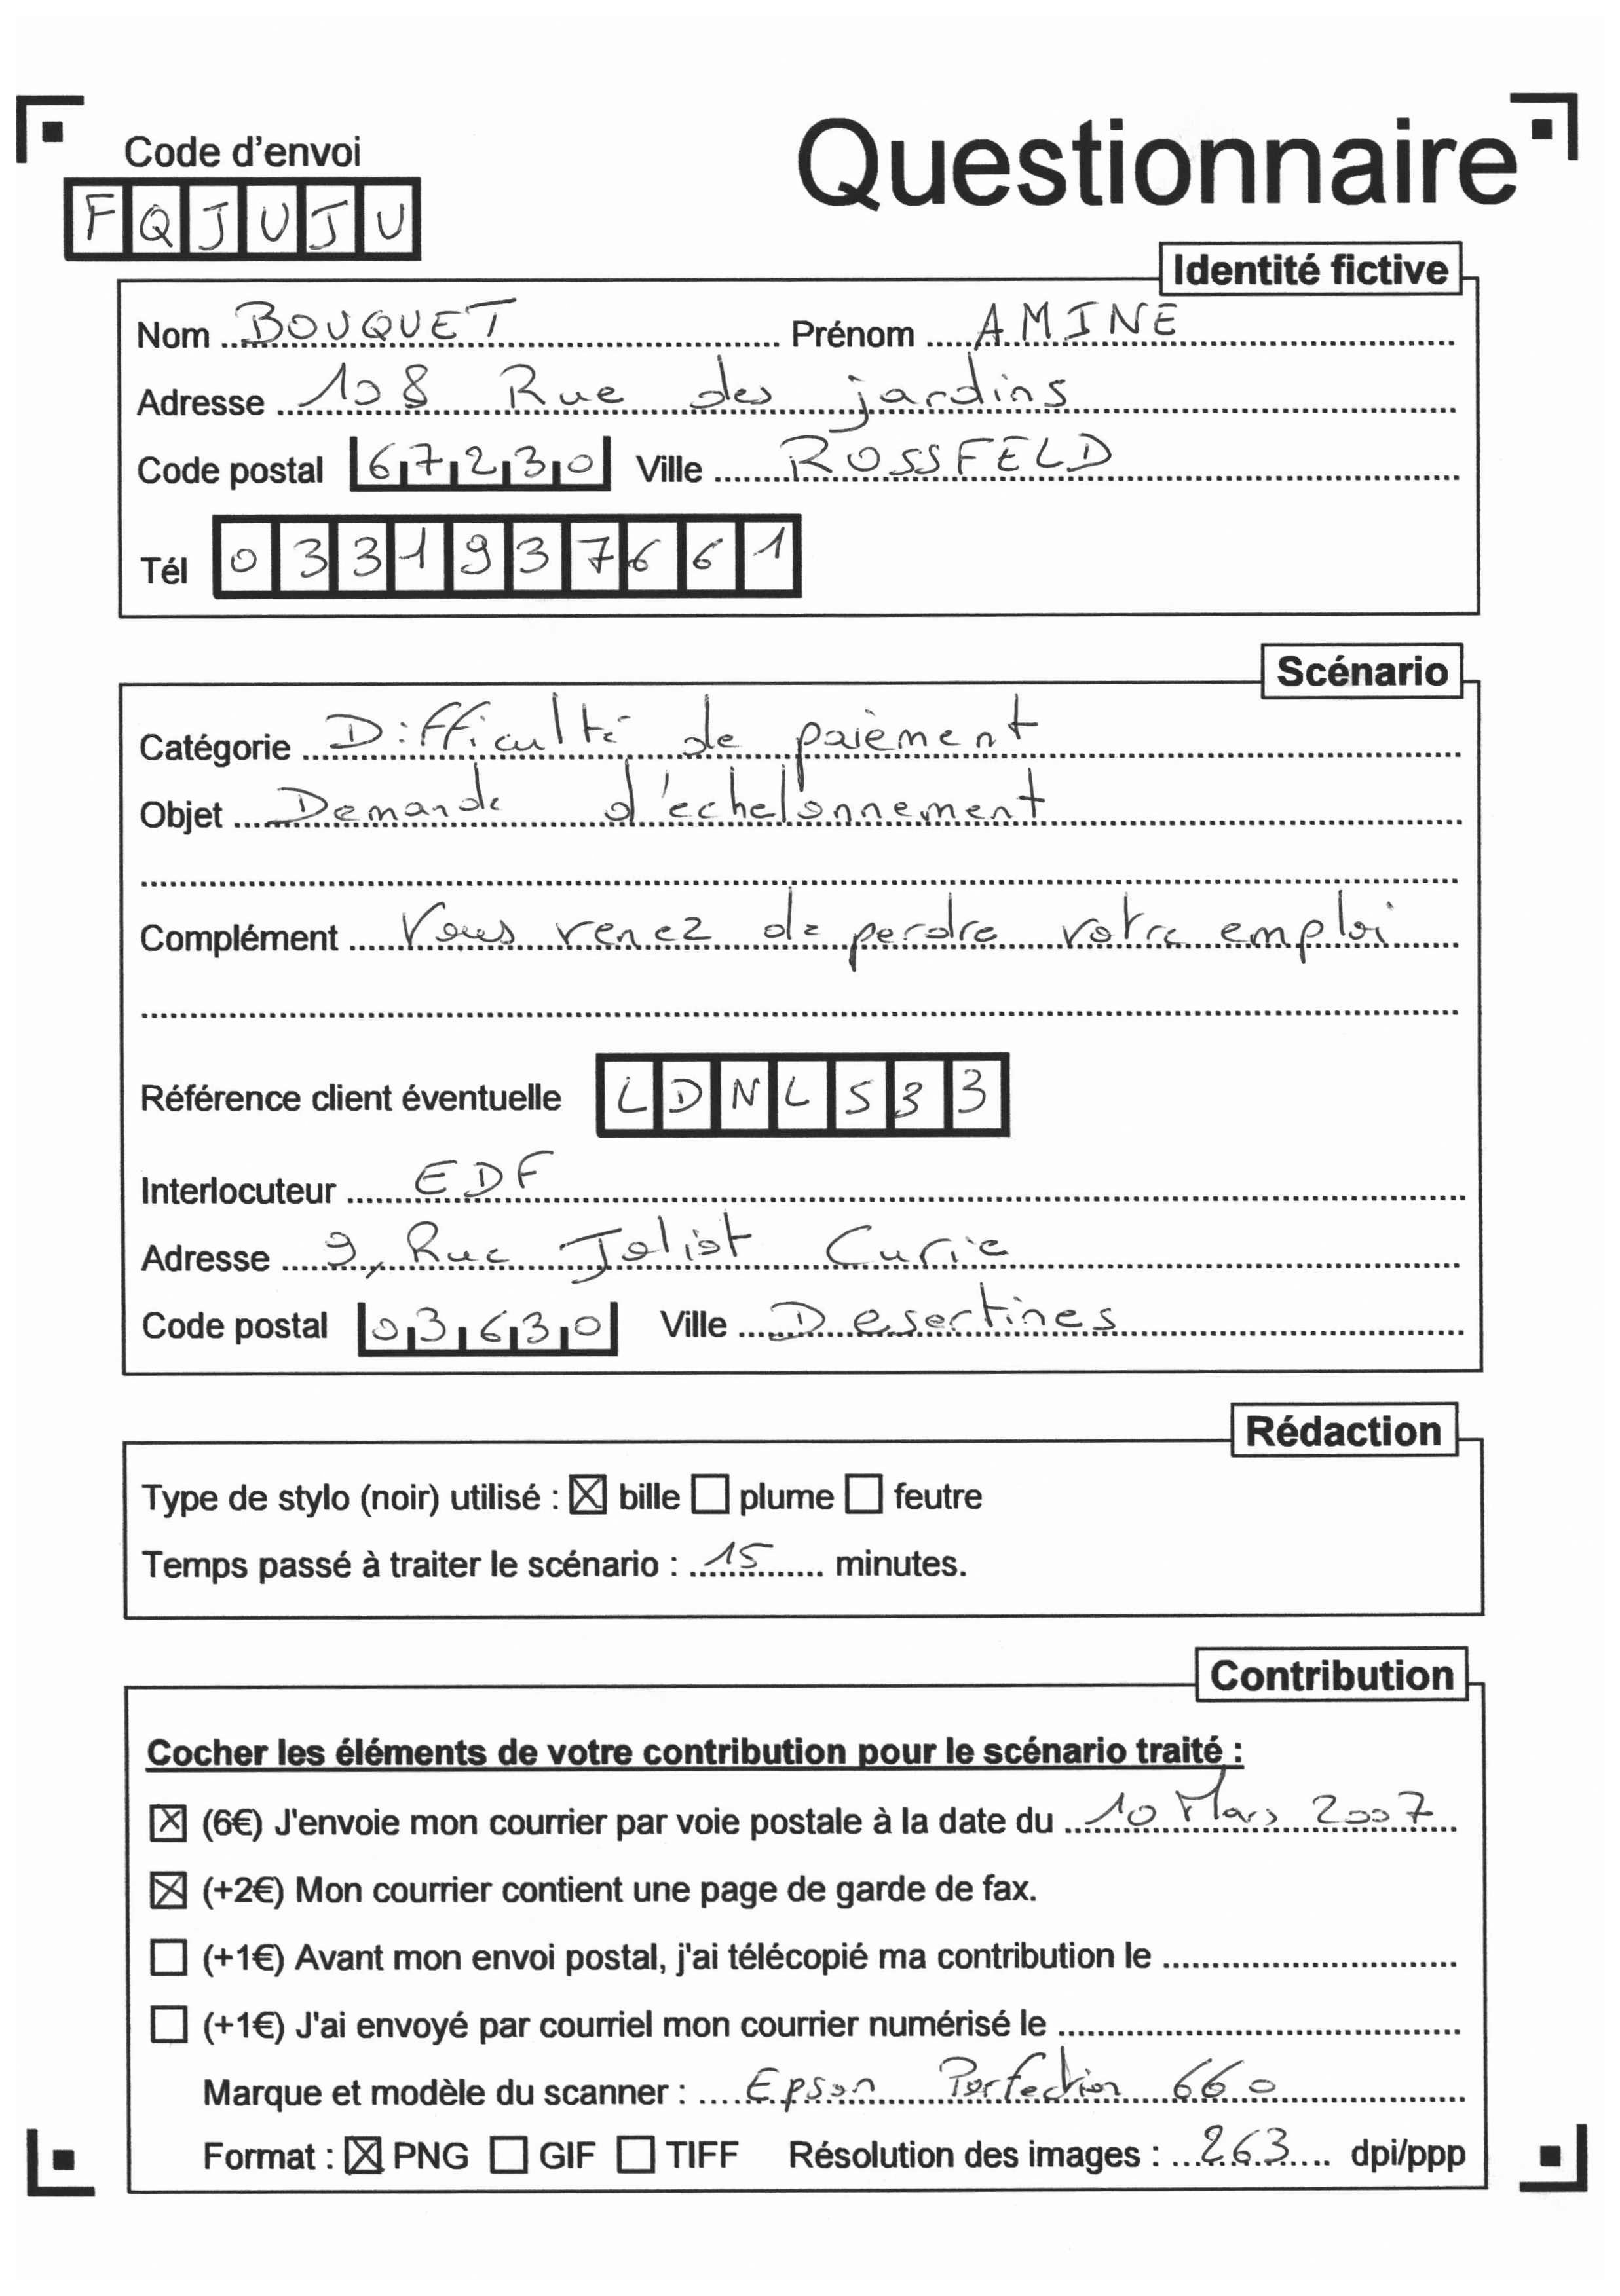 Code d'envoi
Questionnaire
FQJUJU
Identité fictive
Nom BOUQUET Prénom AMINE
Adresse 108 Rue des jardins
Code postal 67230 Ville ROSSFELD
Tél 0331937661
Scénario
Catégorie Difficulté de paièment
Objet Demande d'echelonnement
Complément Vous venez de perdre votre emploi
Référence client éventuelle LDNLS33
Interlocuteur EDF
Adresse 9, Rue Joliot Curie
Code postal 03630 Ville Desertines
Rédaction
Type de stylo (noir) utilisé : ☒ bille ☐ plume ☐ feutre
Temps passé à traiter le scénario : 15 minutes.
Contribution
Cocher les éléments de votre contribution pour le scénario traité :
☒ (6€) J'envoie mon courrier par voie postale à la date du 10 Mars 2007
☒ (+2€) Mon courrier contient une page de garde de fax.
☐ (+1€) Avant mon envoi postal, j'ai télécopié ma contribution le
☐ (+1€) J'ai envoyé par courriel mon courrier numérisé le
Marque et modèle du scanner : Epson Perfection 660
Format : ☒ PNG ☐ GIF ☐ TIFF Résolution des images : 263 dpi/ppp